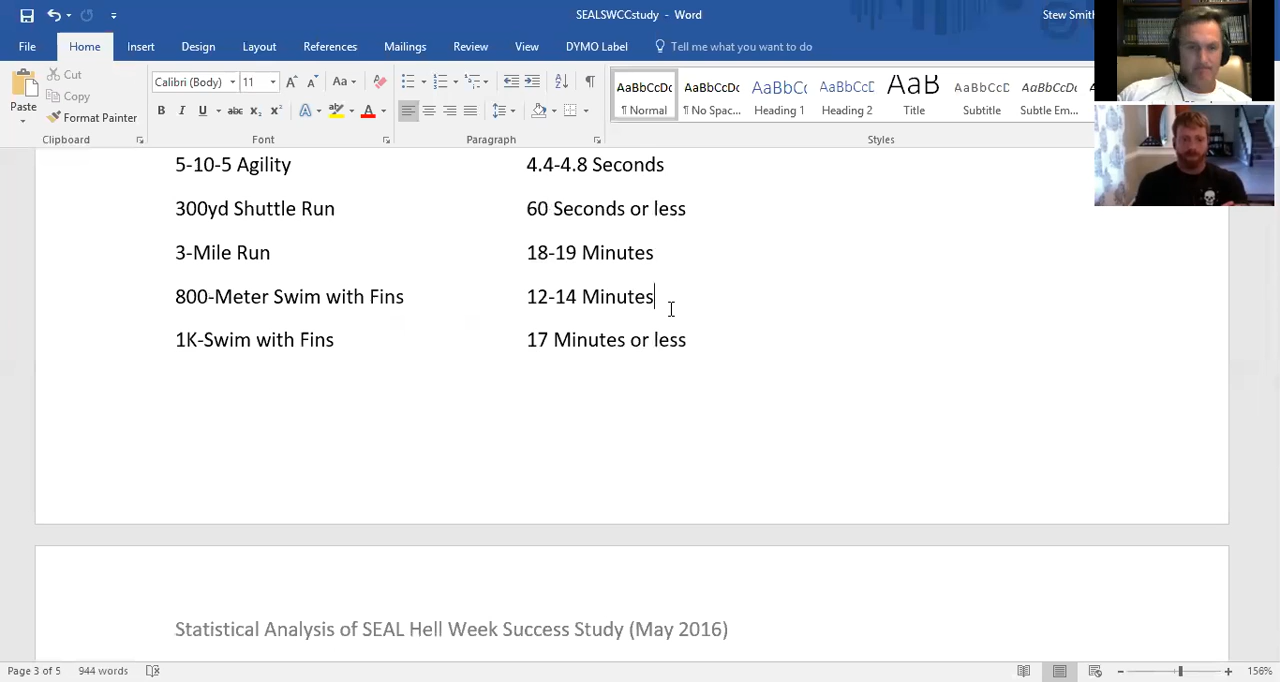 SEALSWCCstudy - Word
Stew Smith
File Home Insert Design Layout References Mailings Review View DYMO Label Tell me what you want to do
Cut
Copy
Paste
Format Painter
Calibri (Body) 11
AaBbCcDc AaBbCcDc AaBbCc AaBbCcD AaB AaBbCcD AaBbCcD
¶ Normal ¶ No Spac... Heading 1 Heading 2 Title Subtitle Subtle Em...
Clipboard Font Paragraph Styles
5-10-5 Agility 4.4-4.8 Seconds
300yd Shuttle Run 60 Seconds or less
3-Mile Run 18-19 Minutes
800-Meter Swim with Fins 12-14 Minutes
1K-Swim with Fins 17 Minutes or less
Statistical Analysis of SEAL Hell Week Success Study (May 2016)
Page 3 of 5 944 words 156%